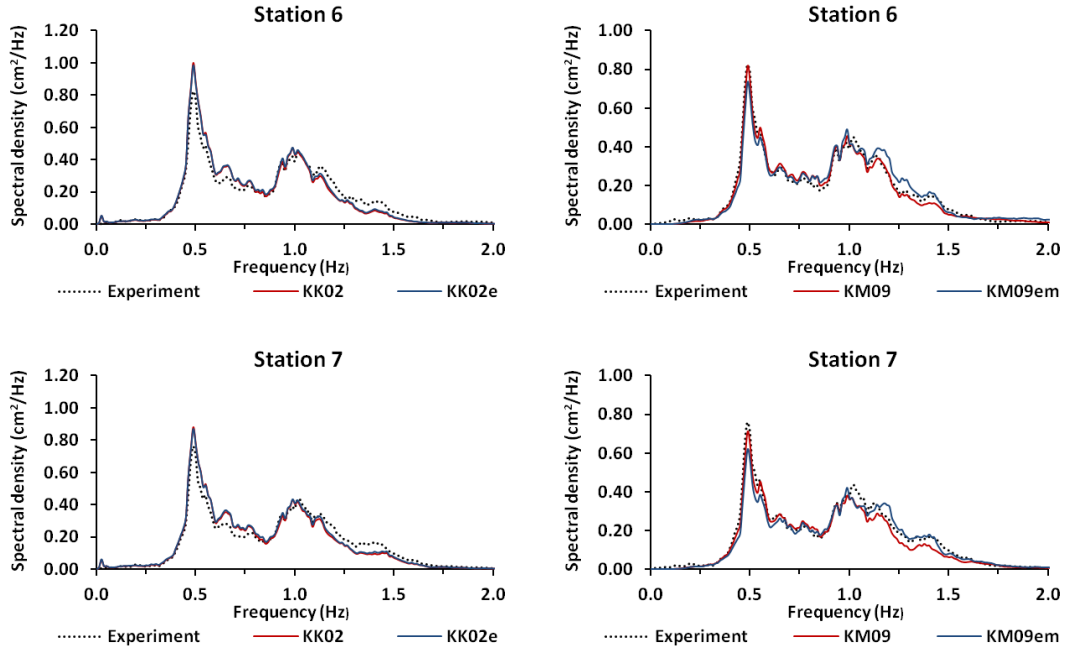 Station 6
Spectral density (cm²/Hz)
1.20
1.00
0.80
0.60
0.40
0.20
0.00
0.0 0.5 1.0 1.5 2.0
Frequency (Hz)
Experiment KK02 KK02e
Station 6
Spectral density (cm²/Hz)
1.00
0.80
0.60
0.40
0.20
0.00
0.0 0.5 1.0 1.5 2.0
Frequency (Hz)
Experiment KM09 KM09em
Station 7
Spectral density (cm²/Hz)
1.20
1.00
0.80
0.60
0.40
0.20
0.00
0.0 0.5 1.0 1.5 2.0
Frequency (Hz)
Experiment KK02 KK02e
Station 7
Spectral density (cm²/Hz)
1.00
0.80
0.60
0.40
0.20
0.00
0.0 0.5 1.0 1.5 2.0
Frequency (Hz)
Experiment KM09 KM09em